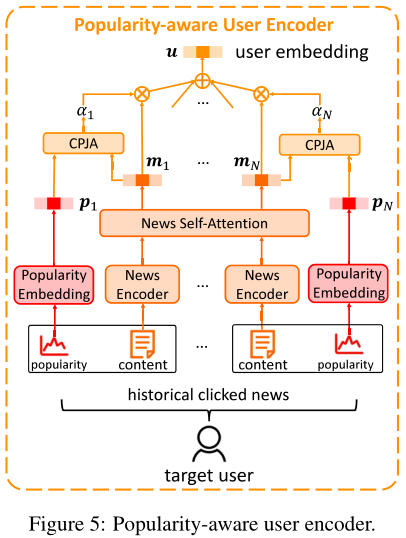 Popularity-aware User Encoder
u user embedding
...
α1 αN
CPJA CPJA
m1 ... mN
p1 pN
News Self-Attention
Popularity Embedding News Encoder ... News Encoder Popularity Embedding
popularity content ... content popularity
historical clicked news
target user
Figure 5: Popularity-aware user encoder.